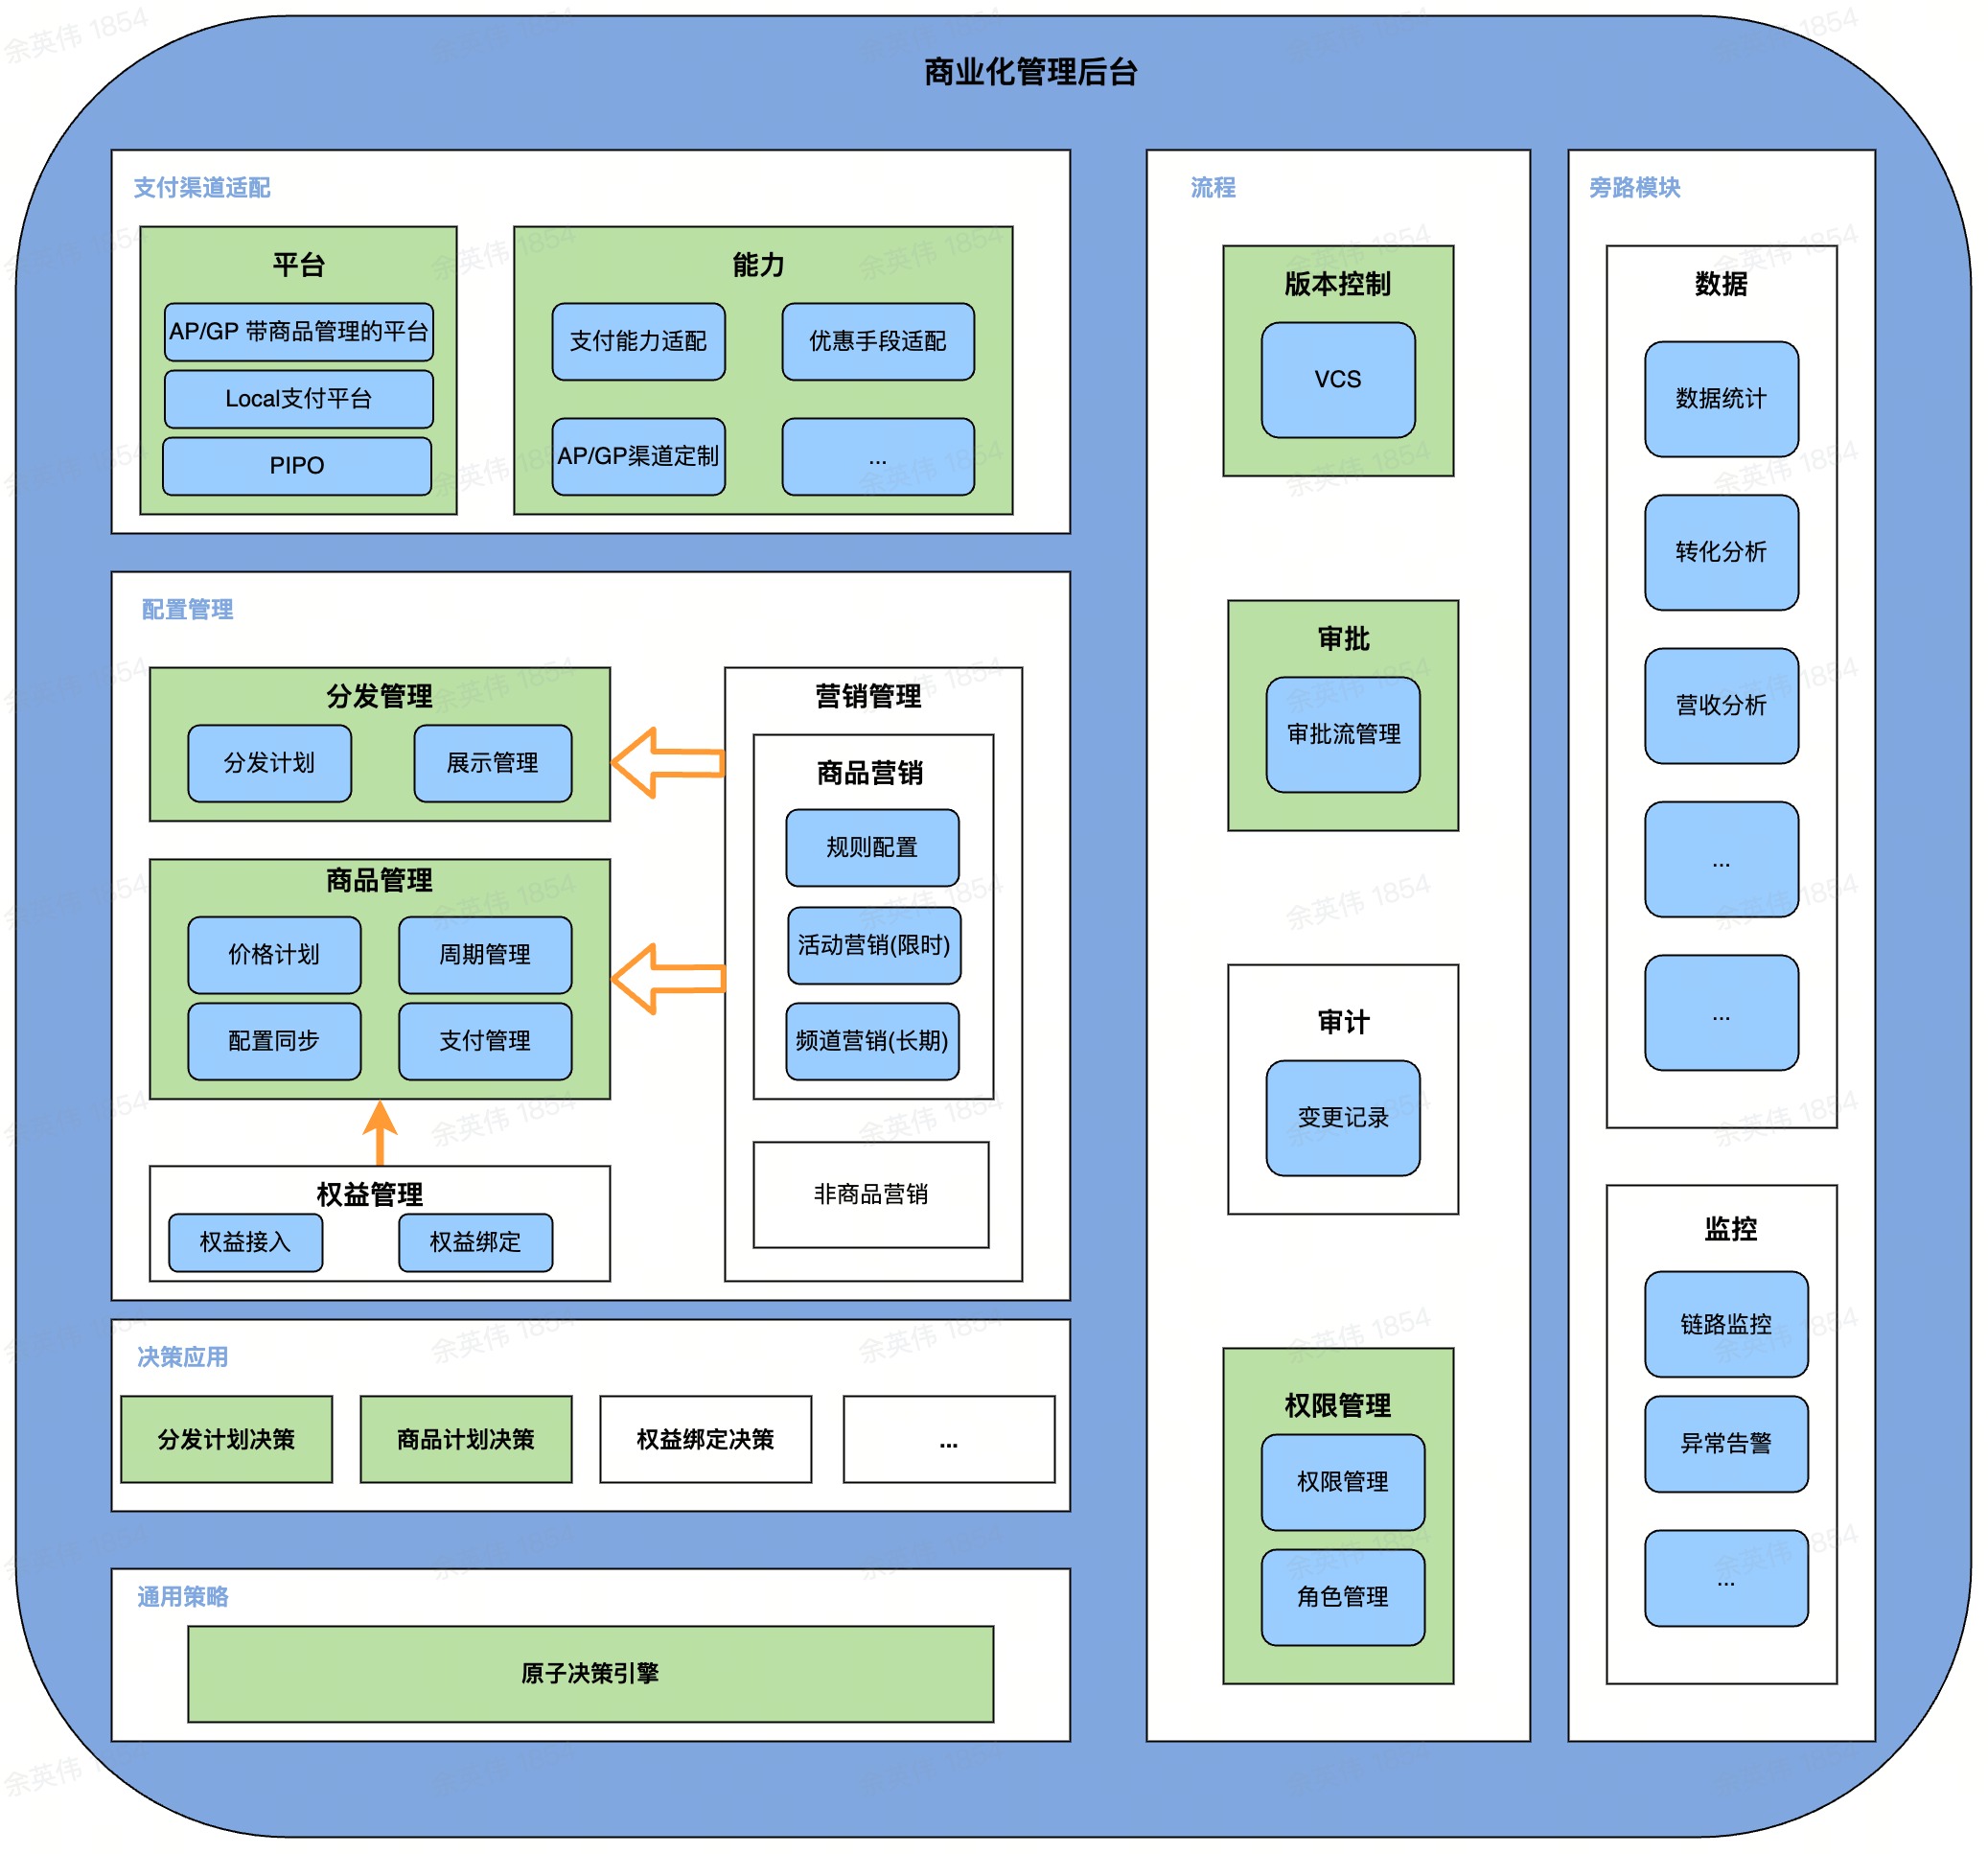 商业化管理后台
支付渠道适配
平台
AP/GP 带商品管理的平台
Local支付平台
PIPO
能力
支付能力适配
优惠手段适配
AP/GP渠道定制
...
配置管理
分发管理
分发计划
展示管理
商品管理
价格计划
周期管理
配置同步
支付管理
权益管理
权益接入
权益绑定
营销管理
商品营销
规则配置
活动营销(限时)
频道营销(长期)
非商品营销
决策应用
分发计划决策
商品计划决策
权益绑定决策
...
通用策略
原子决策引擎
流程
版本控制
VCS
审批
审批流管理
审计
变更记录
权限管理
权限管理
角色管理
旁路模块
数据
数据统计
转化分析
营收分析
...
...
监控
链路监控
异常告警
...
余英伟 1854